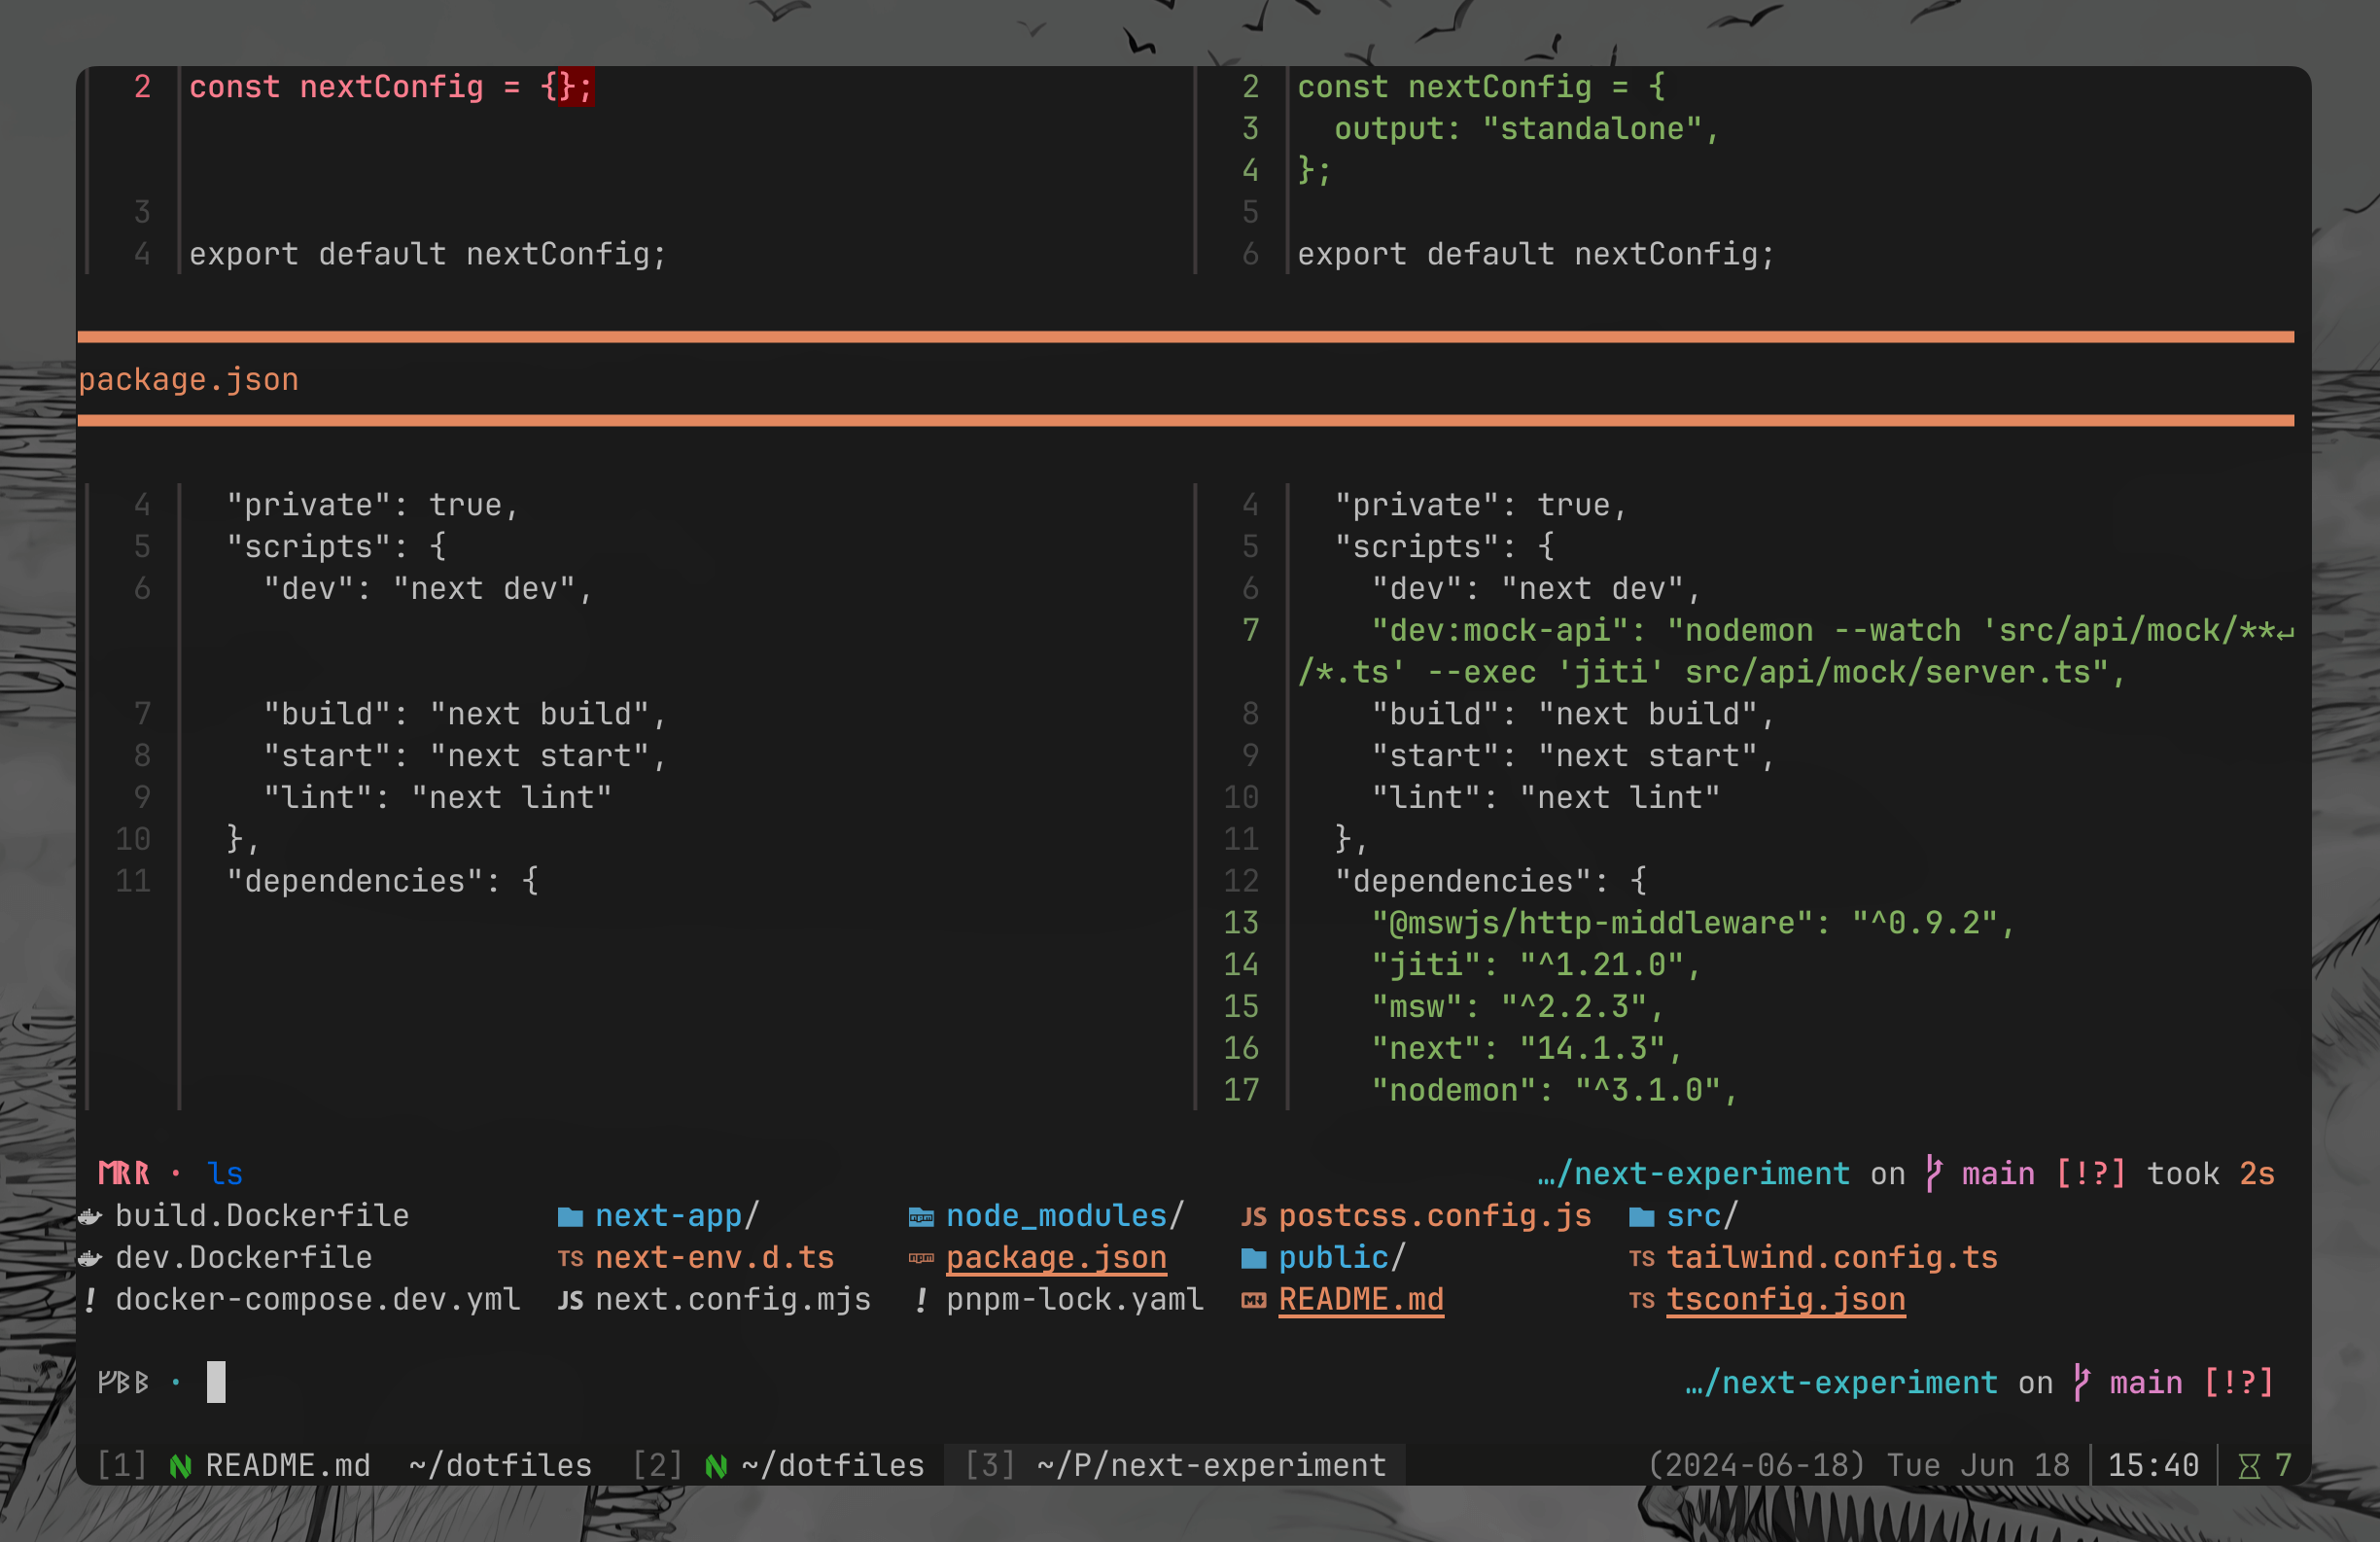 2 const nextConfig = {}; 2 const nextConfig = {
3 output: "standalone",
4 };
3 5
4 export default nextConfig; 6 export default nextConfig;
package.json
4 "private": true, 4 "private": true,
5 "scripts": { 5 "scripts": {
6 "dev": "next dev", 6 "dev": "next dev",
7 "dev:mock-api": "nodemon --watch 'src/api/mock/**↵
/*.ts' --exec 'jiti' src/api/mock/server.ts",
7 "build": "next build", 8 "build": "next build",
8 "start": "next start", 9 "start": "next start",
9 "lint": "next lint" 10 "lint": "next lint"
10 }, 11 },
11 "dependencies": { 12 "dependencies": {
13 "@mswjs/http-middleware": "^0.9.2",
14 "jiti": "^1.21.0",
15 "msw": "^2.2.3",
16 "next": "14.1.3",
17 "nodemon": "^3.1.0",
ᛖRR · ls …/next-experiment on main [!?] took 2s
build.Dockerfile next-app/ node_modules/ JS postcss.config.js src/
dev.Dockerfile TS next-env.d.ts npm package.json public/ TS tailwind.config.ts
! docker-compose.dev.yml JS next.config.mjs ! pnpm-lock.yaml README.md TS tsconfig.json
ᚠᛒᛒ · …/next-experiment on main [!?]
[1] README.md ~/dotfiles [2] ~/dotfiles [3] ~/P/next-experiment (2024-06-18) Tue Jun 18 15:40 7